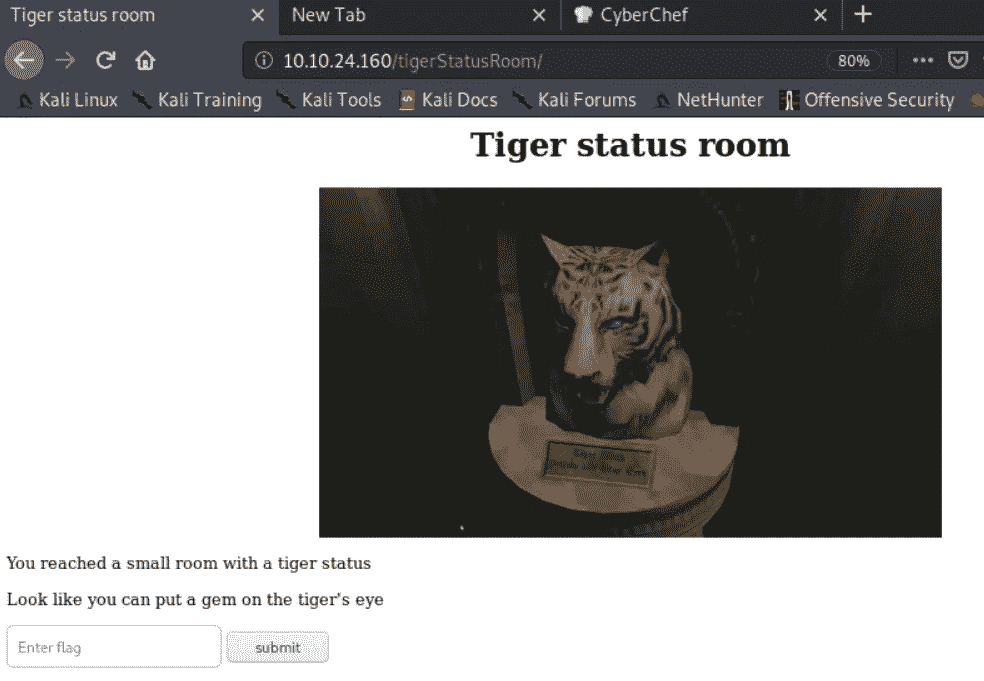 Tiger status room
New Tab
CyberChef
10.10.24.160/tigerStatusRoom/
80%
Kali Linux
Kali Training
Kali Tools
Kali Docs
Kali Forums
NetHunter
Offensive Security
Tiger status room
You reached a small room with a tiger status
Look like you can put a gem on the tiger's eye
Enter flag
submit